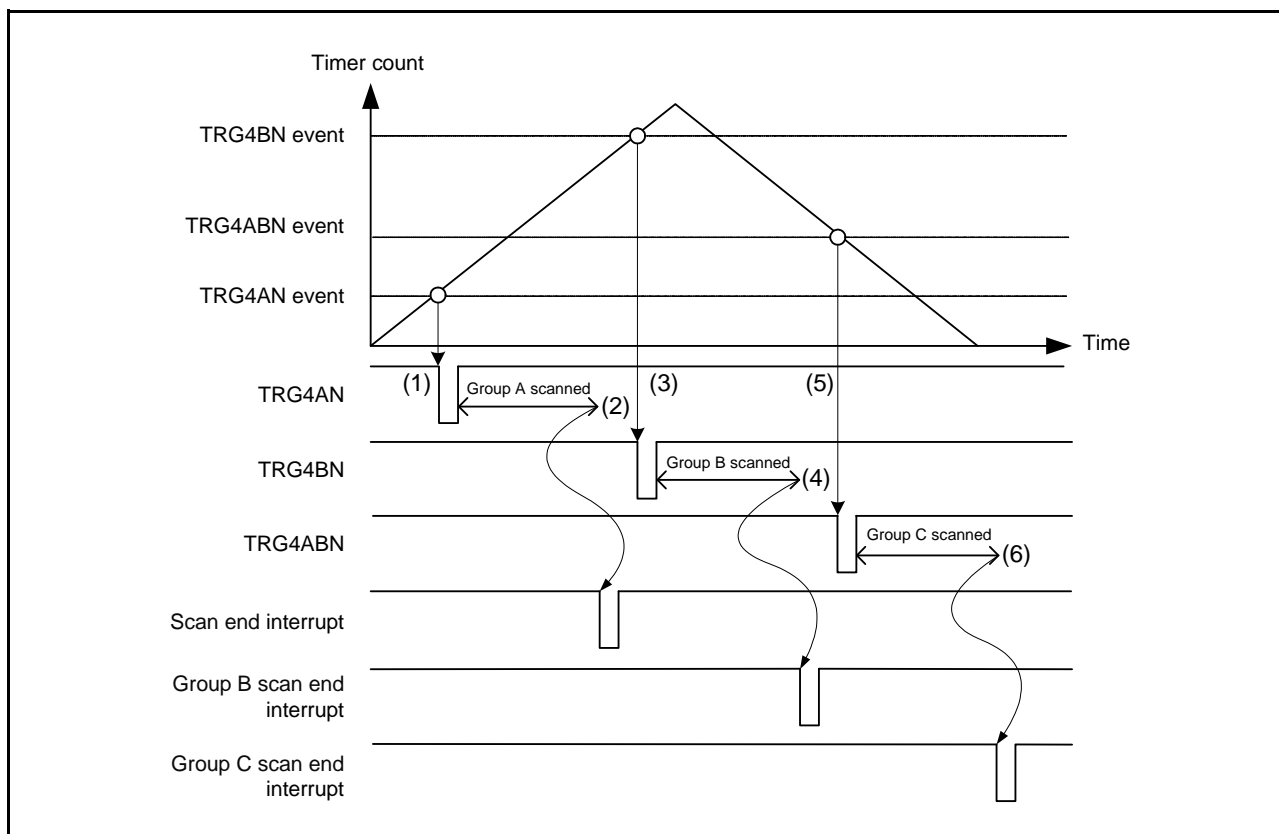 Timer count
TRG4BN event
TRG4ABN event
TRG4AN event
Time
(1)
(3)
(5)
TRG4AN
Group A scanned
(2)
TRG4BN
Group B scanned
(4)
TRG4ABN
Group C scanned
(6)
Scan end interrupt
Group B scan end
interrupt
Group C scan end
interrupt